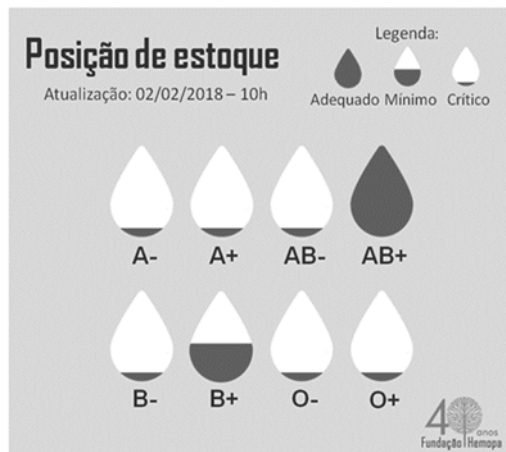 Posição de estoque
Atualização: 02/02/2018 – 10h
Legenda:
Adequado Mínimo Crítico
A- A+ AB- AB+
B- B+ O- O+
40 anos
Fundação Hemopa